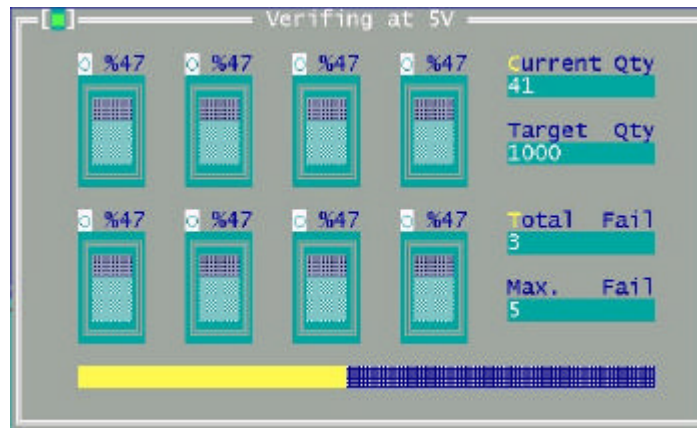 Verifing at 5V
O %47 O %47 O %47 O %47
Current Qty
41
Target Qty
1000
O %47 O %47 O %47 O %47
Total Fail
3
Max. Fail
5